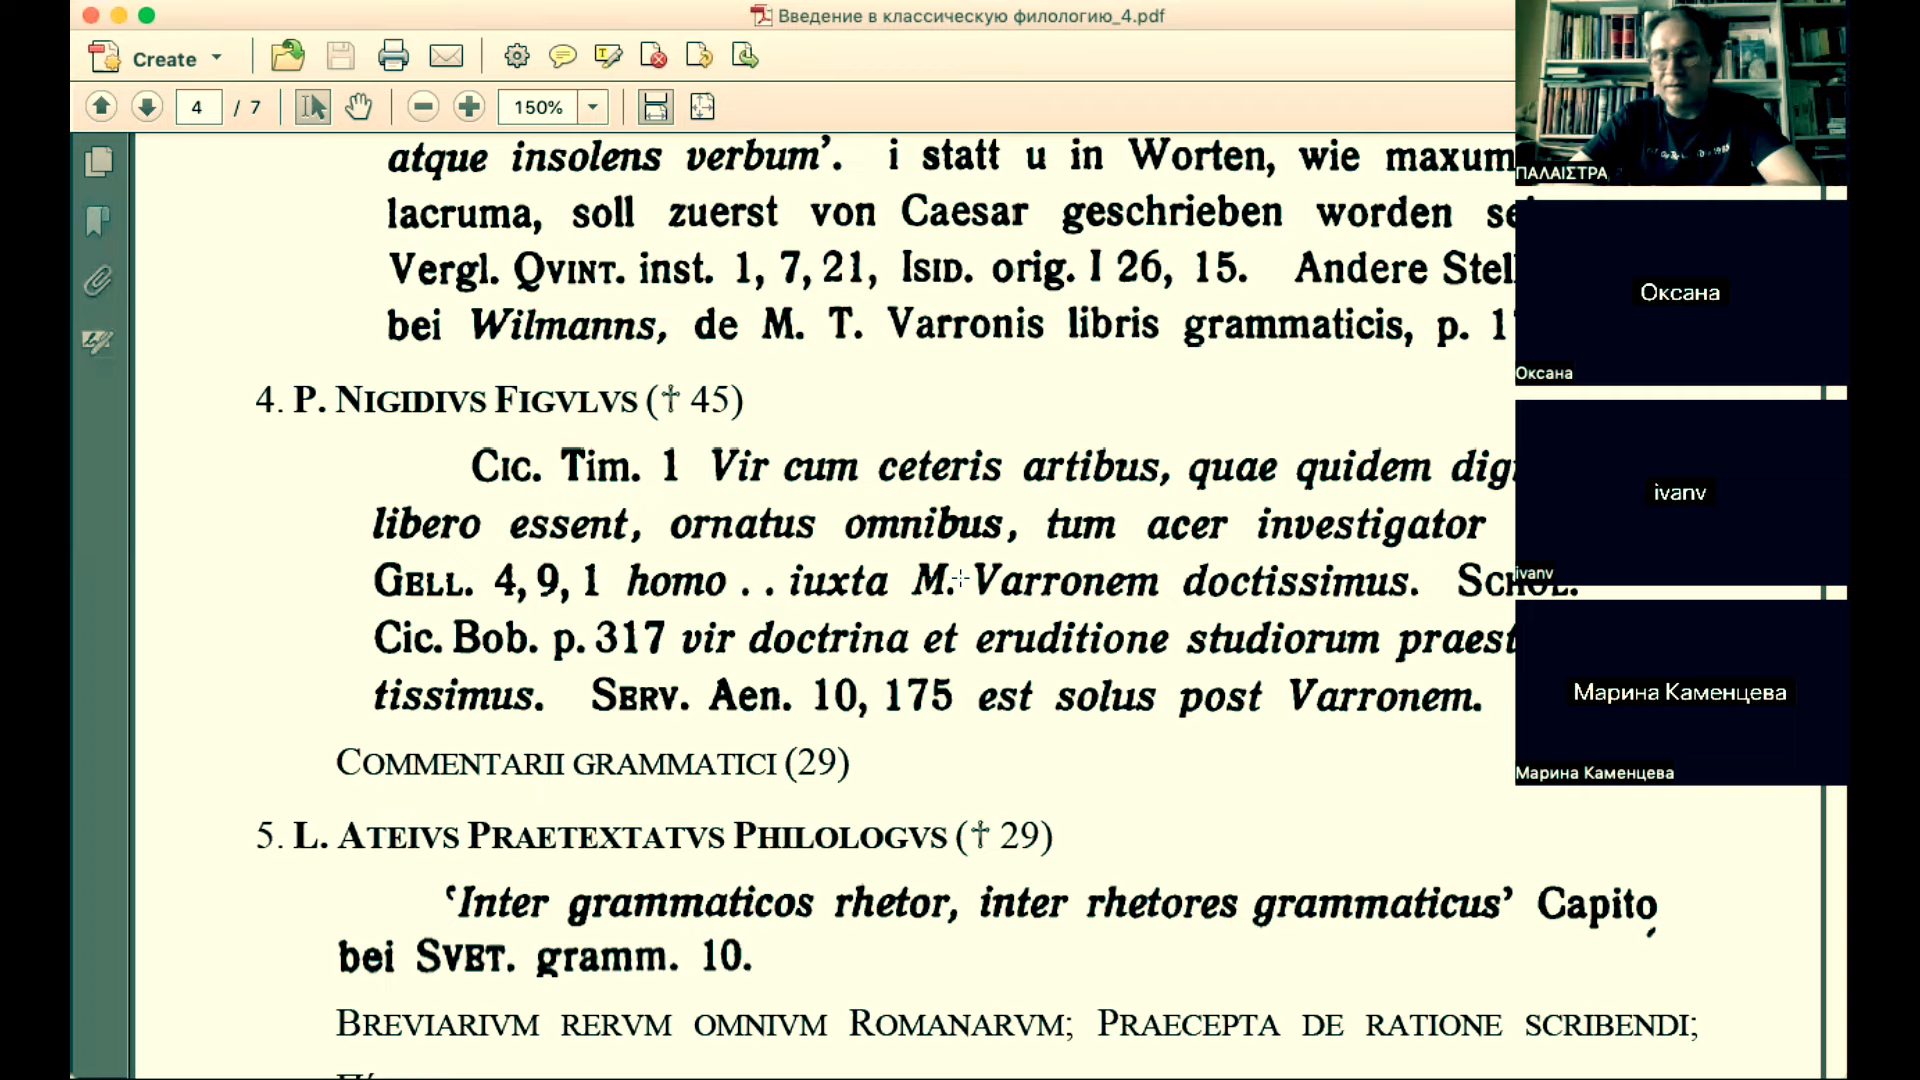 Введение в классическую филологию_4.pdf
Create
4 / 7
150%
atque insolens verbum’. i statt u in Worten, wie maxum
lacruma, soll zuerst von Caesar geschrieben worden
Vergl. QVINT. inst. 1, 7, 21, ISID. orig. I 26, 15. Andere
bei Wilmanns, de M. T. Varronis libris grammaticis, p.
4. P. NIGIDIVS FIGVLVS († 45)
CIC. Tim. 1 Vir cum ceteris artibus, quae quidem
libero essent, ornatus omnibus, tum acer investigator
GELL. 4, 9, 1 homo . . iuxta M. Varronem doctissimus. SCHOL.
Cic. Bob. p. 317 vir doctrina et eruditione studiorum praest
tissimus. SERV. Aen. 10, 175 est solus post Varronem.
COMMENTARII GRAMMATICI (29)
5. L. ATEIVS PRAETEXTATVS PHILOLOGVS († 29)
‘Inter grammaticos rhetor, inter rhetores grammaticus’ Capito
bei SVET. gramm. 10.
BREVIARIVM RERVM OMNIVM ROMANARVM; PRAECEPTA DE RATIONE SCRIBENDI;
ΠΑΛΑΙΣΤΡΑ
Оксана
Оксана
ivanv
ivanv
Марина Каменцева
Марина Каменцева